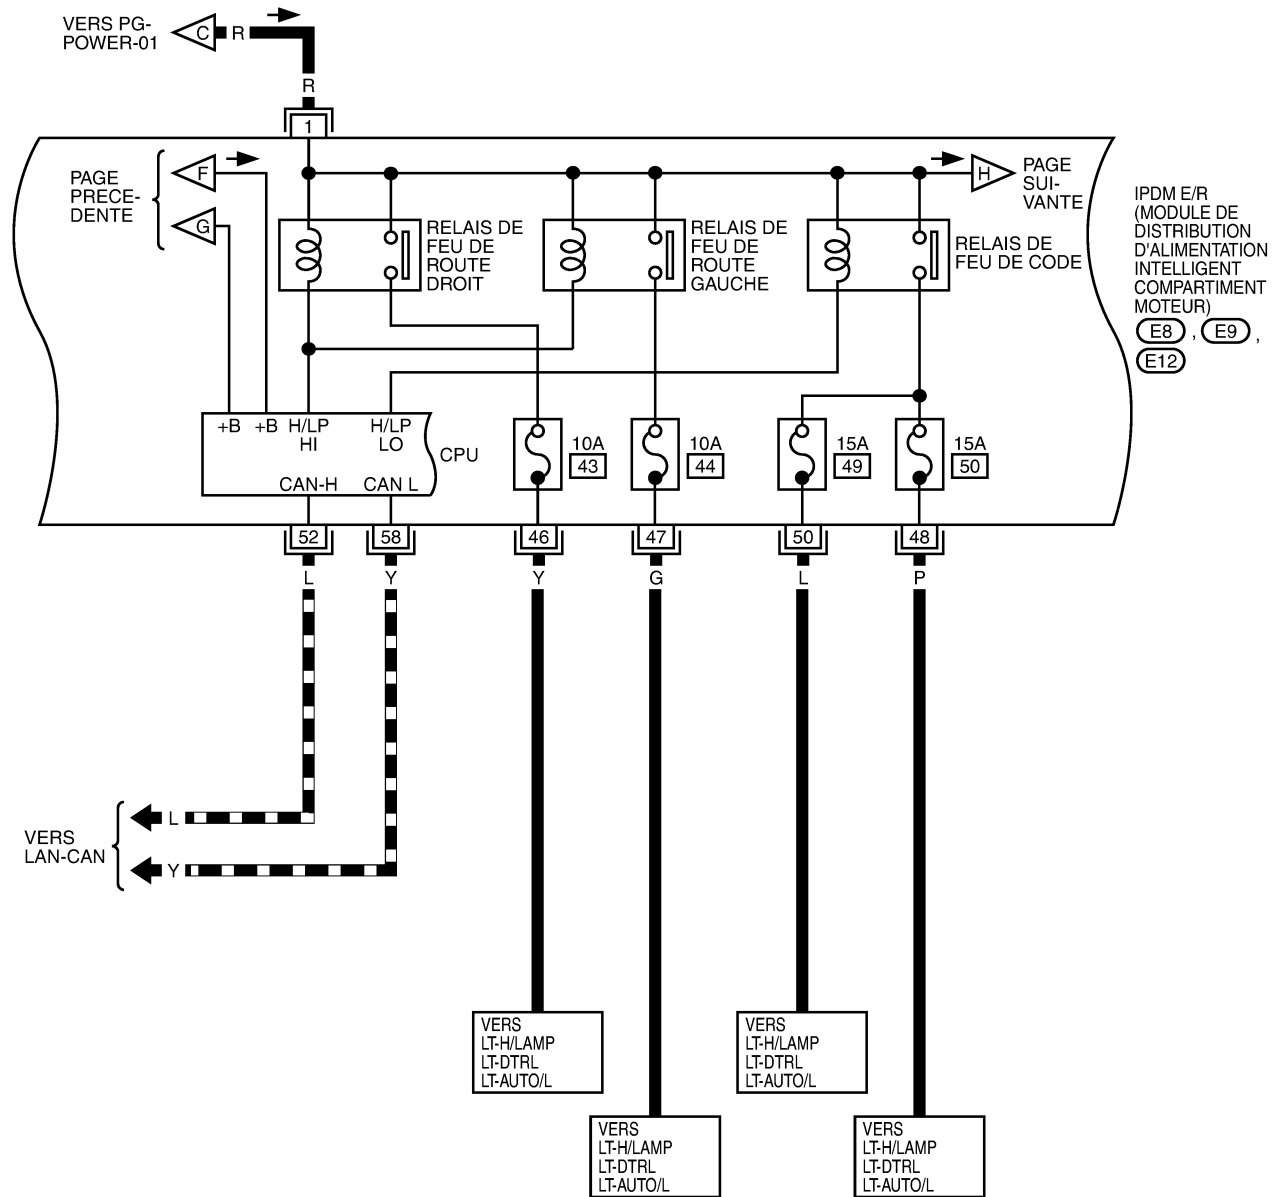 VERS PG-
POWER-01
C
R
R
1
PAGE
PRECE-
DENTE
F
G
H
PAGE
SUI-
VANTE
RELAIS DE
FEU DE
ROUTE
DROIT
RELAIS DE
FEU DE
ROUTE
GAUCHE
RELAIS DE
FEU DE CODE
IPDM E/R
(MODULE DE
DISTRIBUTION
D'ALIMENTATION
INTELLIGENT
COMPARTIMENT
MOTEUR)
E8 , E9 ,
E12
+B +B H/LP HI H/LP LO
CPU
CAN-H CAN L
10A
43
10A
44
15A
49
15A
50
52 58 46 47 50 48
L Y Y G L P
VERS
LAN-CAN
L
Y
VERS
LT-H/LAMP
LT-DTRL
LT-AUTO/L
VERS
LT-H/LAMP
LT-DTRL
LT-AUTO/L
VERS
LT-H/LAMP
LT-DTRL
LT-AUTO/L
VERS
LT-H/LAMP
LT-DTRL
LT-AUTO/L